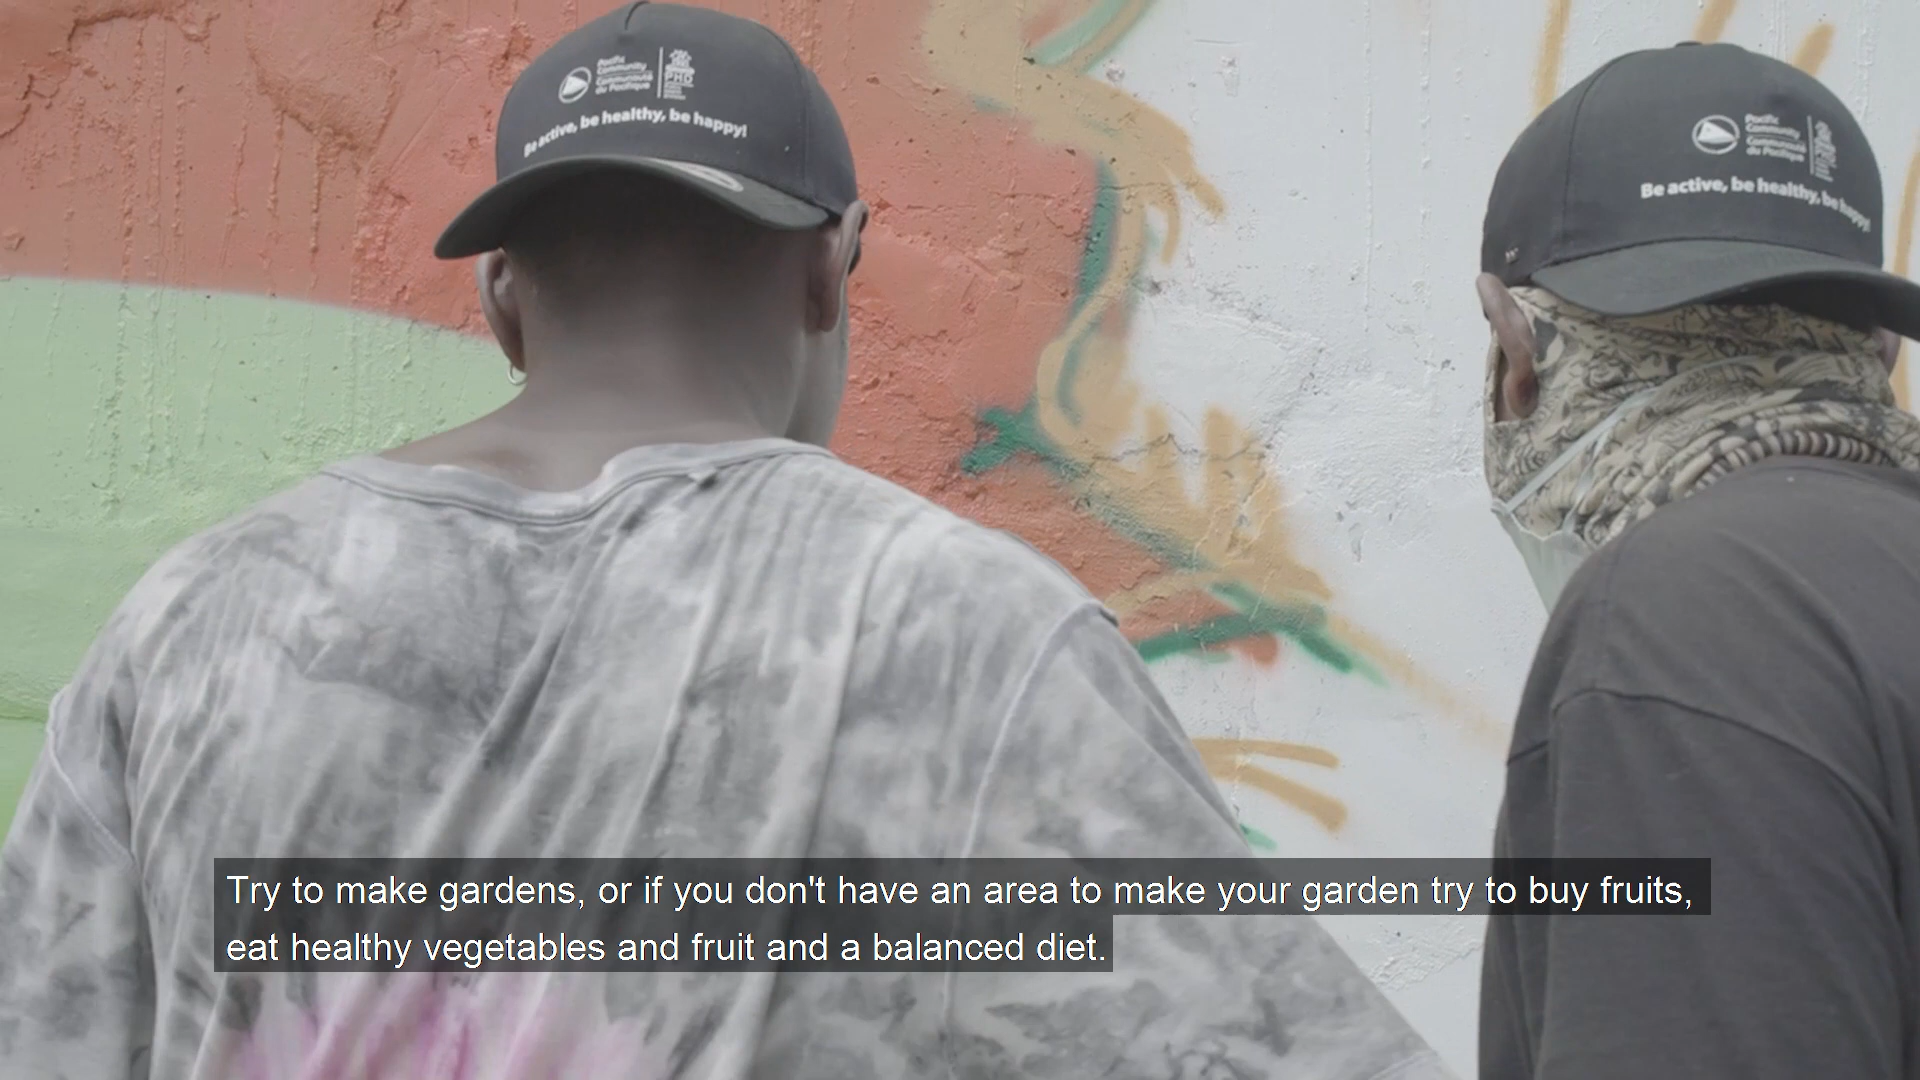 Pacific
Community
Communauté
du Pacifique
PHD
Be active, be healthy, be happy!
Pacific
Community
Communauté
du Pacifique
Be active, be healthy, be happy!
Try to make gardens, or if you don't have an area to make your garden try to buy fruits,
eat healthy vegetables and fruit and a balanced diet.